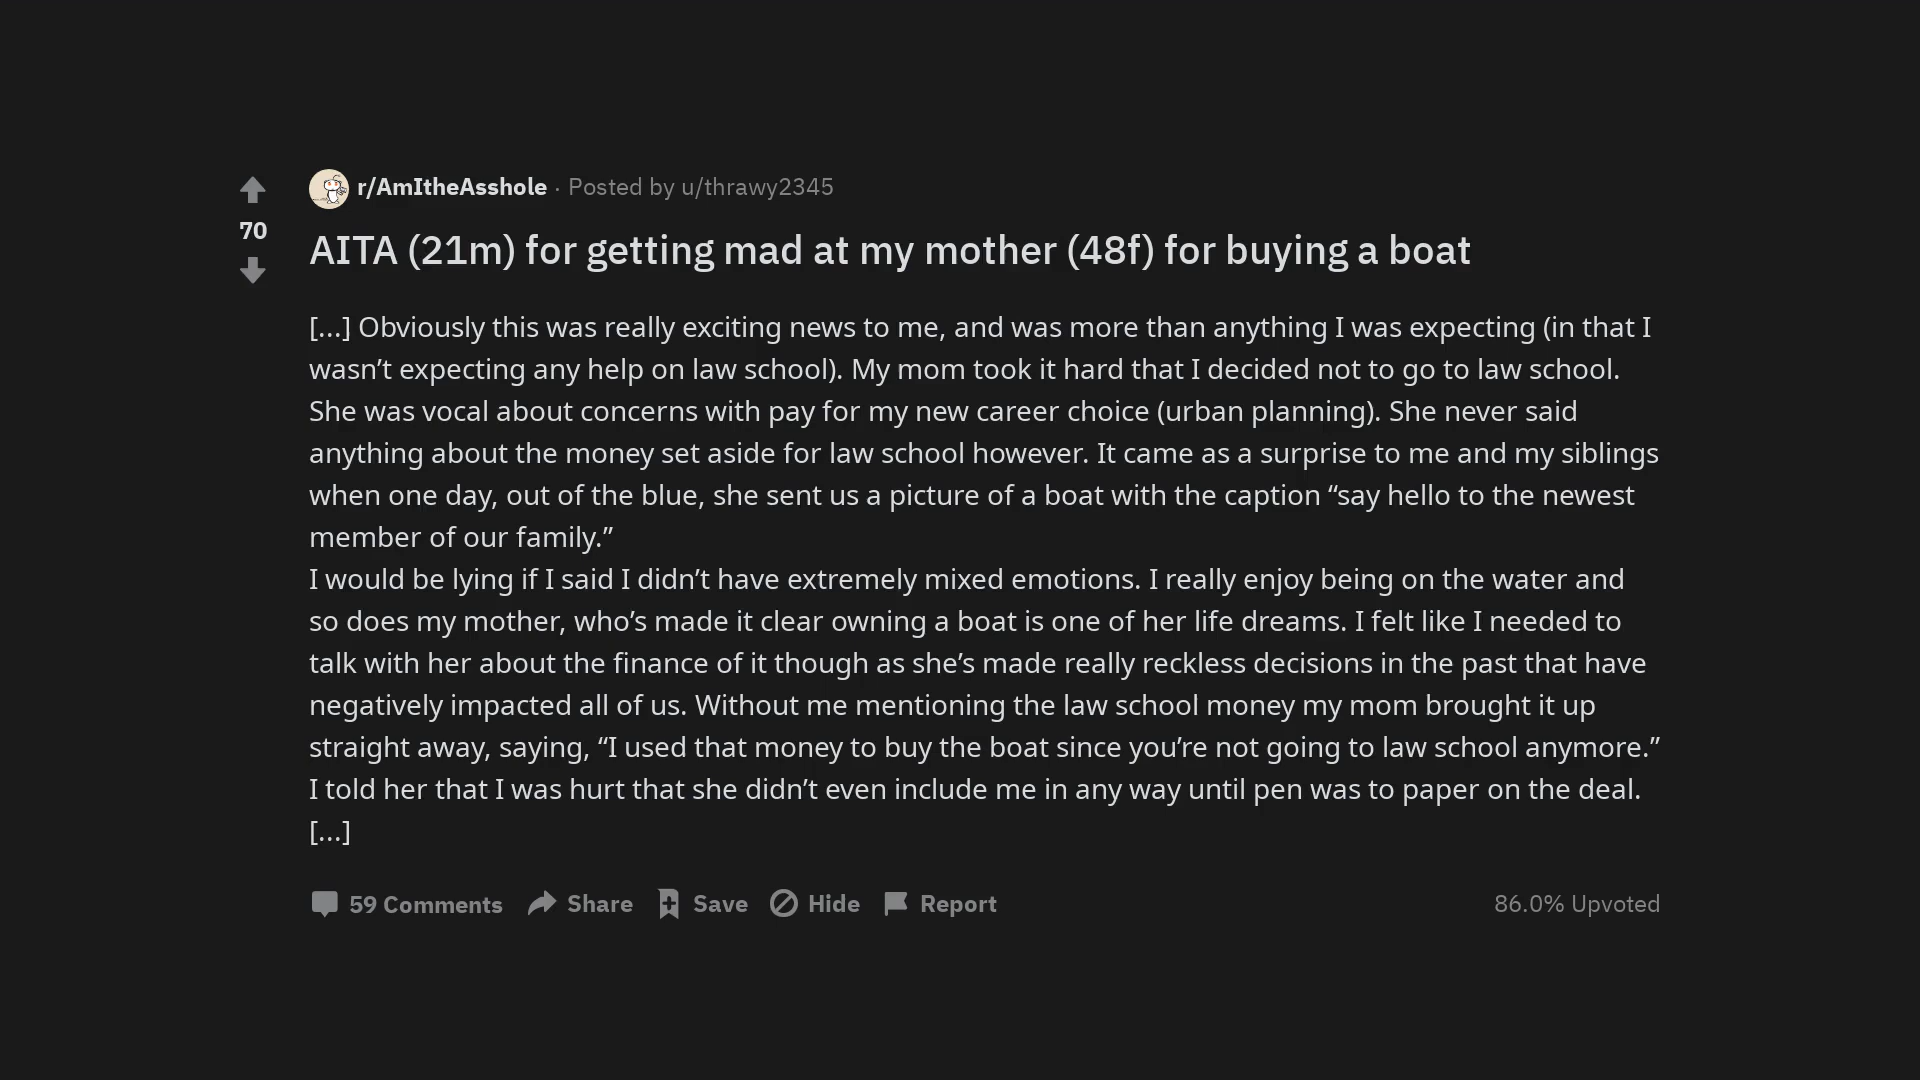 r/AmItheAsshole · Posted by u/thrawy2345
70
AITA (21m) for getting mad at my mother (48f) for buying a boat
[...] Obviously this was really exciting news to me, and was more than anything I was expecting (in that I
wasn’t expecting any help on law school). My mom took it hard that I decided not to go to law school.
She was vocal about concerns with pay for my new career choice (urban planning). She never said
anything about the money set aside for law school however. It came as a surprise to me and my siblings
when one day, out of the blue, she sent us a picture of a boat with the caption “say hello to the newest
member of our family.”
I would be lying if I said I didn’t have extremely mixed emotions. I really enjoy being on the water and
so does my mother, who’s made it clear owning a boat is one of her life dreams. I felt like I needed to
talk with her about the finance of it though as she’s made really reckless decisions in the past that have
negatively impacted all of us. Without me mentioning the law school money my mom brought it up
straight away, saying, “I used that money to buy the boat since you’re not going to law school anymore.”
I told her that I was hurt that she didn’t even include me in any way until pen was to paper on the deal.
[...]
59 Comments Share Save Hide Report 86.0% Upvoted